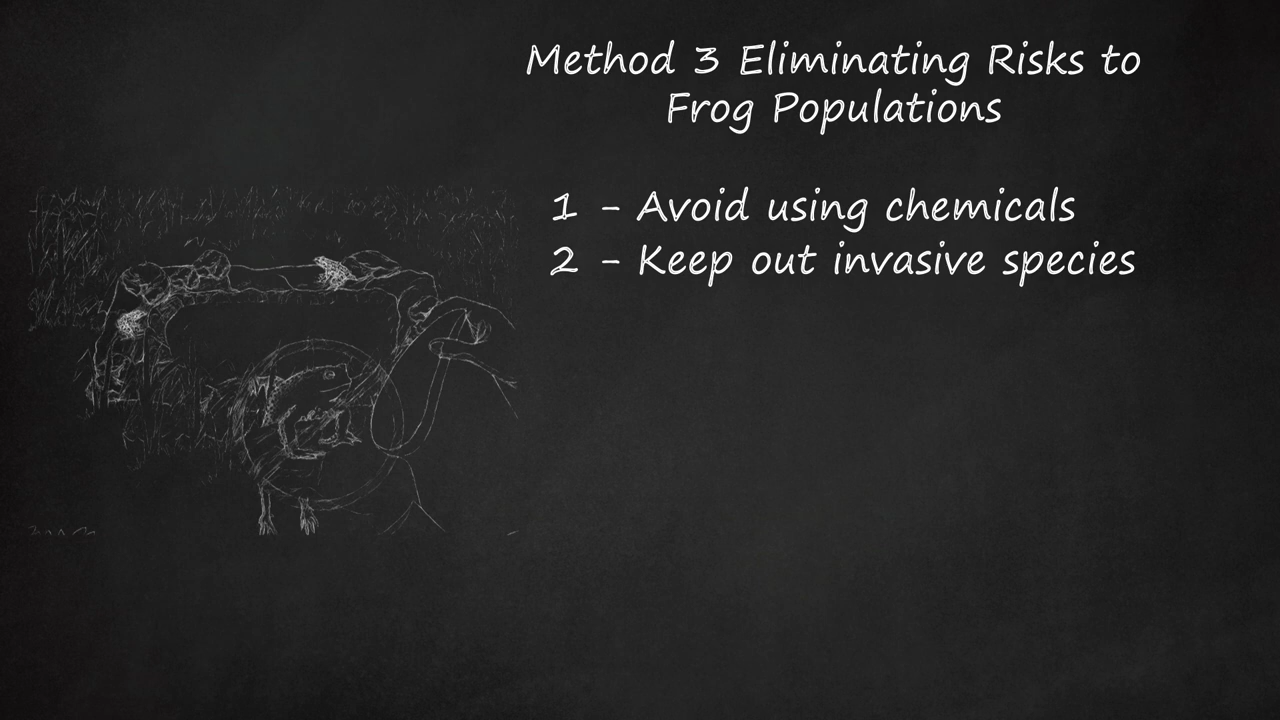 Method 3 Eliminating Risks to
Frog Populations
1 - Avoid using chemicals
2 - Keep out invasive species